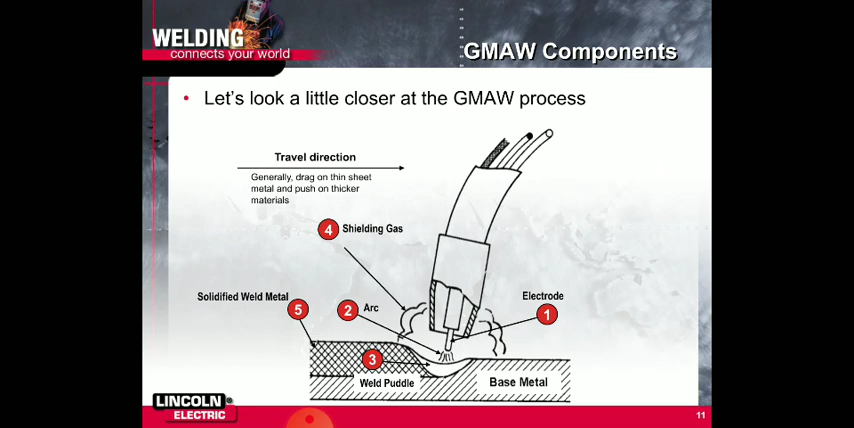 WELDING
connects your world
GMAW Components
• Let's look a little closer at the GMAW process
Travel direction
Generally, drag on thin sheet
metal and push on thicker
materials
4 Shielding Gas
Solidified Weld Metal
5
2 Arc
Electrode
1
3
Weld Puddle
Base Metal
LINCOLN®
ELECTRIC
11